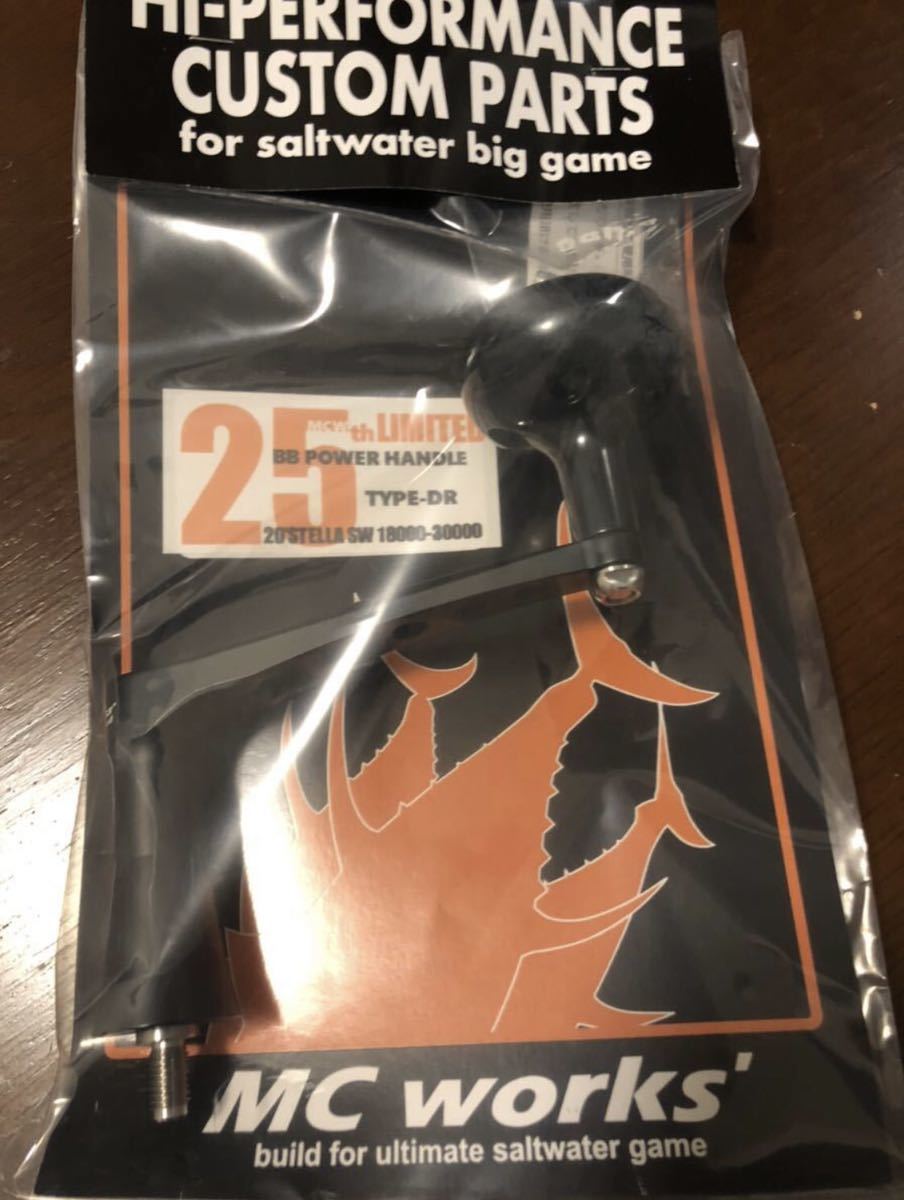 HI-PERFORMANCE
CUSTOM PARTS
for saltwater big game
25th LIMITED
MCW's
BB POWER HANDLE
TYPE-DR
20'STELLA SW 18000-30000
MC works'
build for ultimate saltwater game